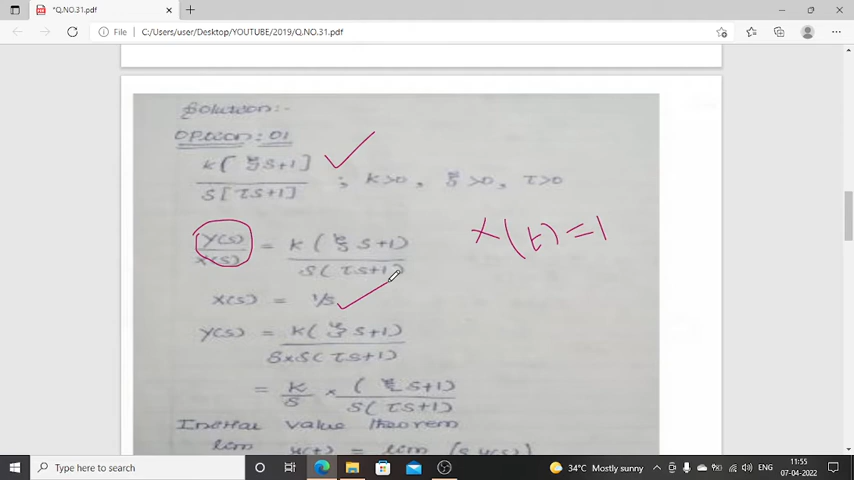 *Q.NO.31.pdf
File
C:/Users/user/Desktop/YOUTUBE/2019/Q.NO.31.pdf
Solution:-
Option: 01
K(ξs+1) / s[τs+1] ; K>0, ξ>0, τ>0
Y(s)/X(s) = K(ξs+1) / s(τs+1)
x(t)=1
X(s) = 1/s
Y(s) = K(ξs+1) / s×s(τs+1)
= K/s × (ξs+1) / s(τs+1)
Initial value theorem
lim y(t) = lim [s y(s)]
Type here to search
34°C Mostly sunny
ENG
11:55
07-04-2022